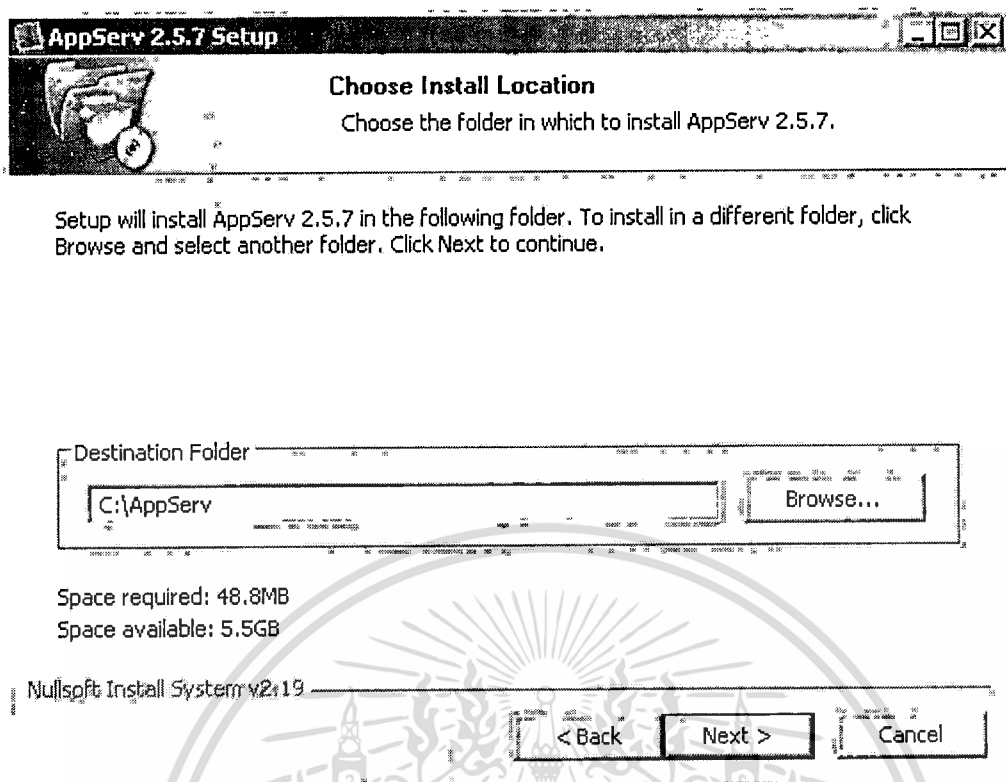 AppServ 2.5.7 Setup
Choose Install Location
Choose the folder in which to install AppServ 2.5.7.
Setup will install AppServ 2.5.7 in the following folder. To install in a different folder, click
Browse and select another folder. Click Next to continue.
Destination Folder
C:\AppServ
Browse...
Space required: 48.8MB
Space available: 5.5GB
Nullsoft Install System v2.19
< Back
Next >
Cancel